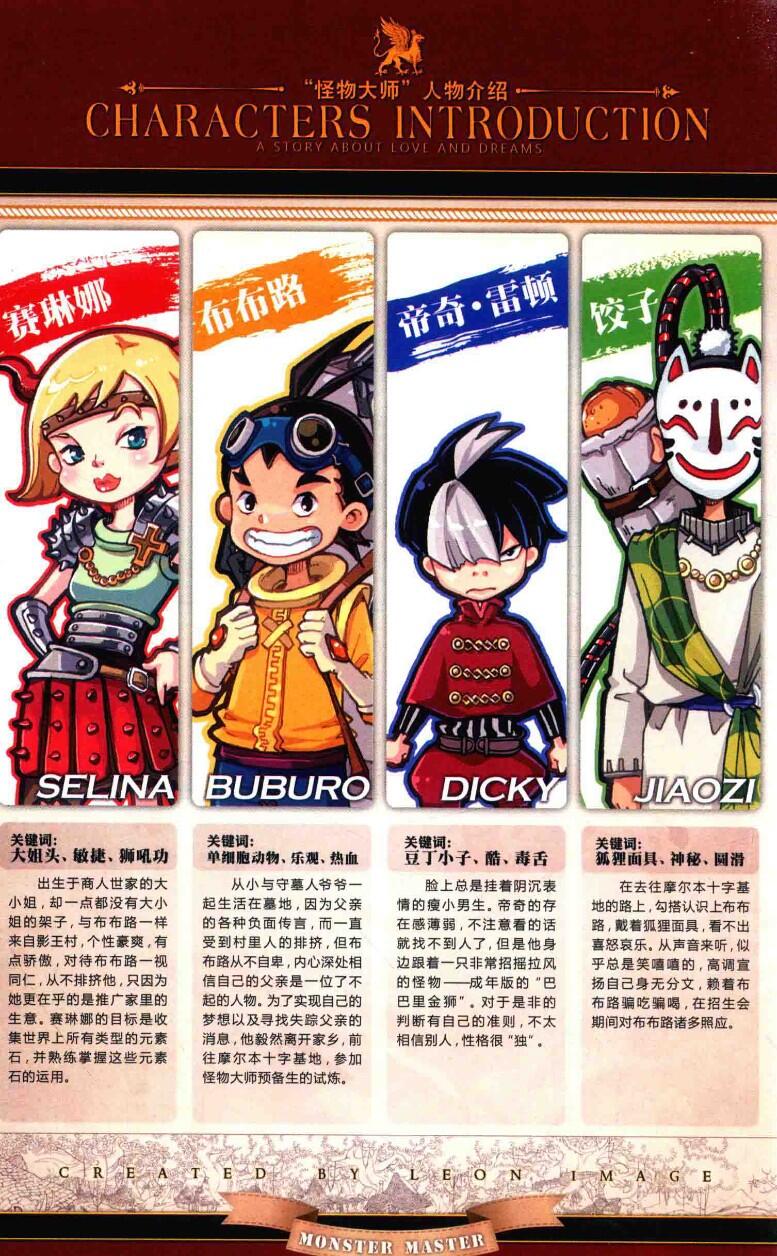 “怪物大师”人物介绍
CHARACTERS INTRODUCTION
A STORY ABOUT LOVE AND DREAMS
赛琳娜
SELINA
关键词：
大姐头、敏捷、狮吼功
出生于商人世家的大
小姐，却一点都没有大小
姐的架子，与布布路一样
来自影王村，个性豪爽，有
点骄傲，对待布布路一视
同仁，从不排挤他，只因为
她更在乎的是推广家里的
生意。赛琳娜的目标是收
集世界上所有类型的元素
石，并熟练掌握这些元素
石的运用。
布布路
BUBURO
关键词：
单细胞动物、乐观、热血
从小与守墓人爷爷一
起生活在墓地，因为父亲
的各种负面传言，而一直
受到村里人的排挤，但布
布路从不自卑，内心深处相
信自己的父亲是一位了不
起的人物。为了实现自己的
梦想以及寻找失踪父亲的
消息，他毅然离开家乡，前
往摩尔本十字基地，参加
怪物大师预备生的试炼。
帝奇·雷顿
DICKY
关键词：
豆丁小子、酷、毒舌
脸上总是挂着阴沉表
情的瘦小男生。帝奇的存
在感薄弱，不注意看的话
就找不到人了，但是他身
边跟着一只非常招摇拉风
的怪物——成年版的“巴
巴里金狮”。对于是非的
判断有自己的准则，不太
相信别人，性格很“独”。
饺子
JIAOZI
关键词：
狐狸面具、神秘、圆滑
在去往摩尔本十字基
地的路上，勾搭认识上布布
路，戴着狐狸面具，看不出
喜怒哀乐。从声音来听，似
乎总是笑嘻嘻的，高调宣
扬自己身无分文，赖着布
布路骗吃骗喝，在招生会
期间对布布路诸多照应。
CREATED BY LEON IMAGE
MONSTER MASTER